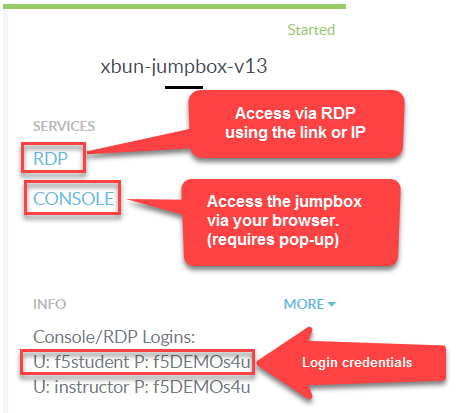 Started
xbun-jumpbox-v13
SERVICES
RDP
Access via RDP
using the link or IP
CONSOLE
Access the jumpbox
via your browser.
(requires pop-up)
INFO
MORE
Console/RDP Logins:
U: f5student P: f5DEMOs4u
Login credentials
U: instructor P: f5DEMOs4u